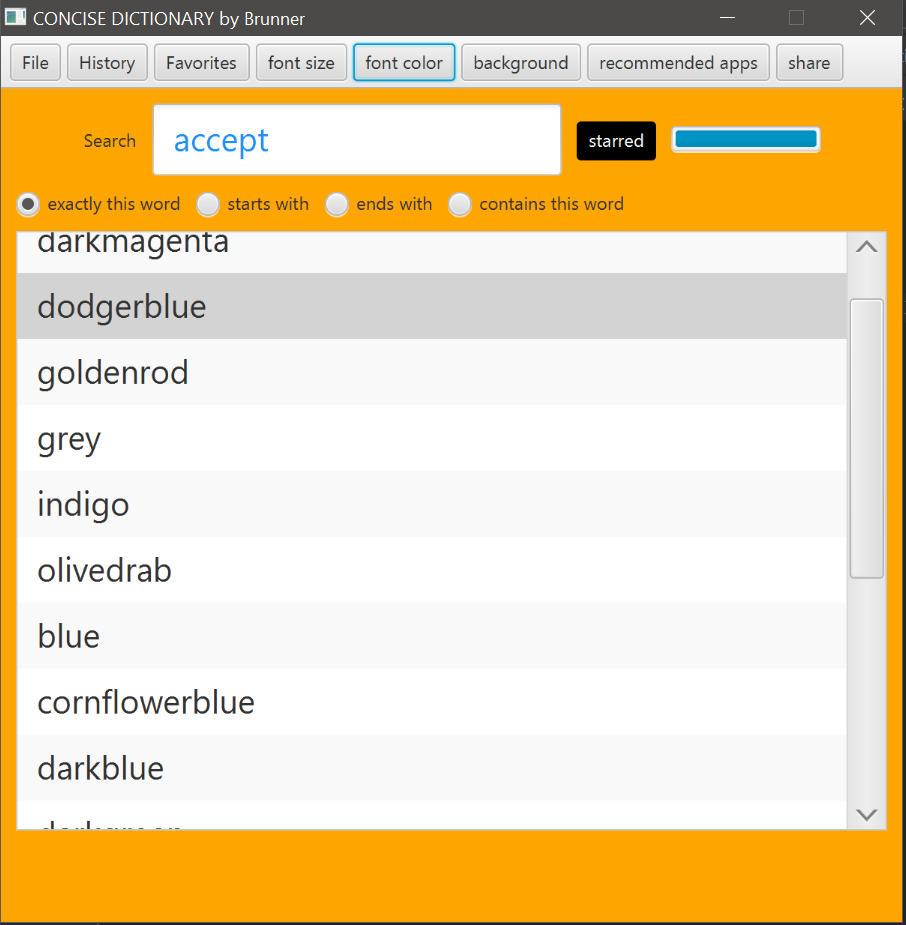 CONCISE DICTIONARY by Brunner
File History Favorites font size font color background recommended apps share
Search accept starred
exactly this word starts with ends with contains this word
darkmagenta
dodgerblue
goldenrod
grey
indigo
olivedrab
blue
cornflowerblue
darkblue